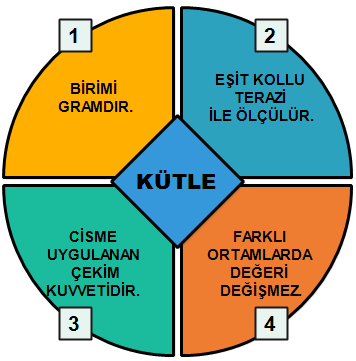 1
BİRİMİ
GRAMDIR.
2
EŞİT KOLLU
TERAZİ
İLE ÖLÇÜLÜR.
KÜTLE
CİSME
UYGULANAN
ÇEKİM
KUVVETİDİR.
3
FARKLI
ORTAMLARDA
DEĞERİ
DEĞİŞMEZ.
4